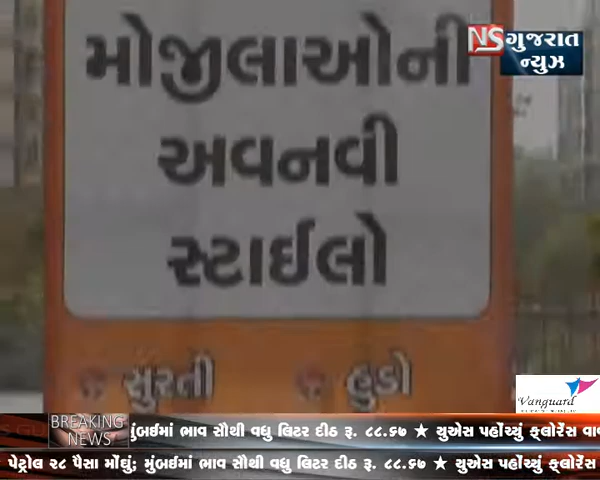 મોજીલાઓની
અવનવી
સ્ટાઈલો
સુરતી
હુડો
NS ગુજરાત
ન્યુઝ
Vanguard
BREAKING
NEWS
મુંબઈમાં ભાવ સૌથી વધુ લિટર દીઠ રૂ. ૮૮.૬૭ ★ યુએસ પહોંચ્યું ફ્લોરેંસ વા
પેટ્રોલ ૨૮ પૈસા મોંઘું; મુંબઈમાં ભાવ સૌથી વધુ લિટર દીઠ રૂ. ૮૮.૬૭ ★ યુએસ પહોંચ્યું ફ્લોરેંસ